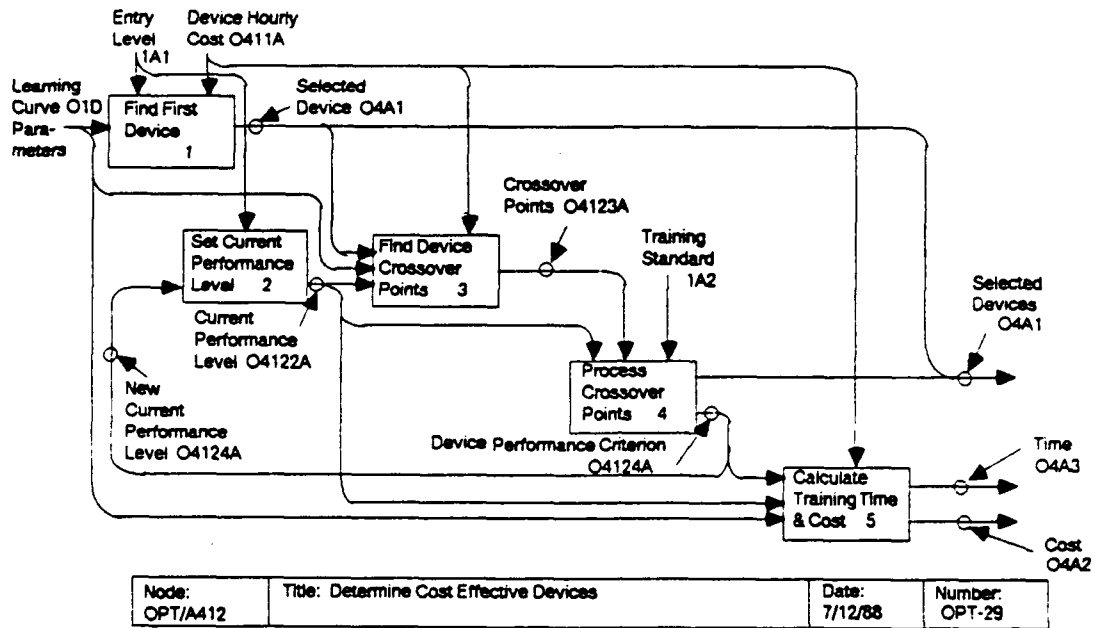 Entry
Level
1A1
Device Hourly
Cost O411A
Learning
Curve O1D
Para-
meters
Find First
Device
1
Selected
Device O4A1
Crossover
Points O4123A
Set Current
Performance
Level 2
Find Device
Crossover
Points 3
Training
Standard
1A2
Selected
Devices
O4A1
Current
Performance
Level O4122A
New
Current
Performance
Level O4124A
Process
Crossover
Points 4
Device Performance Criterion
O4124A
Calculate
Training Time
& Cost 5
Time
O4A3
Cost
O4A2
Node:
OPT/A412
Title: Determine Cost Effective Devices
Date:
7/12/88
Number:
OPT-29